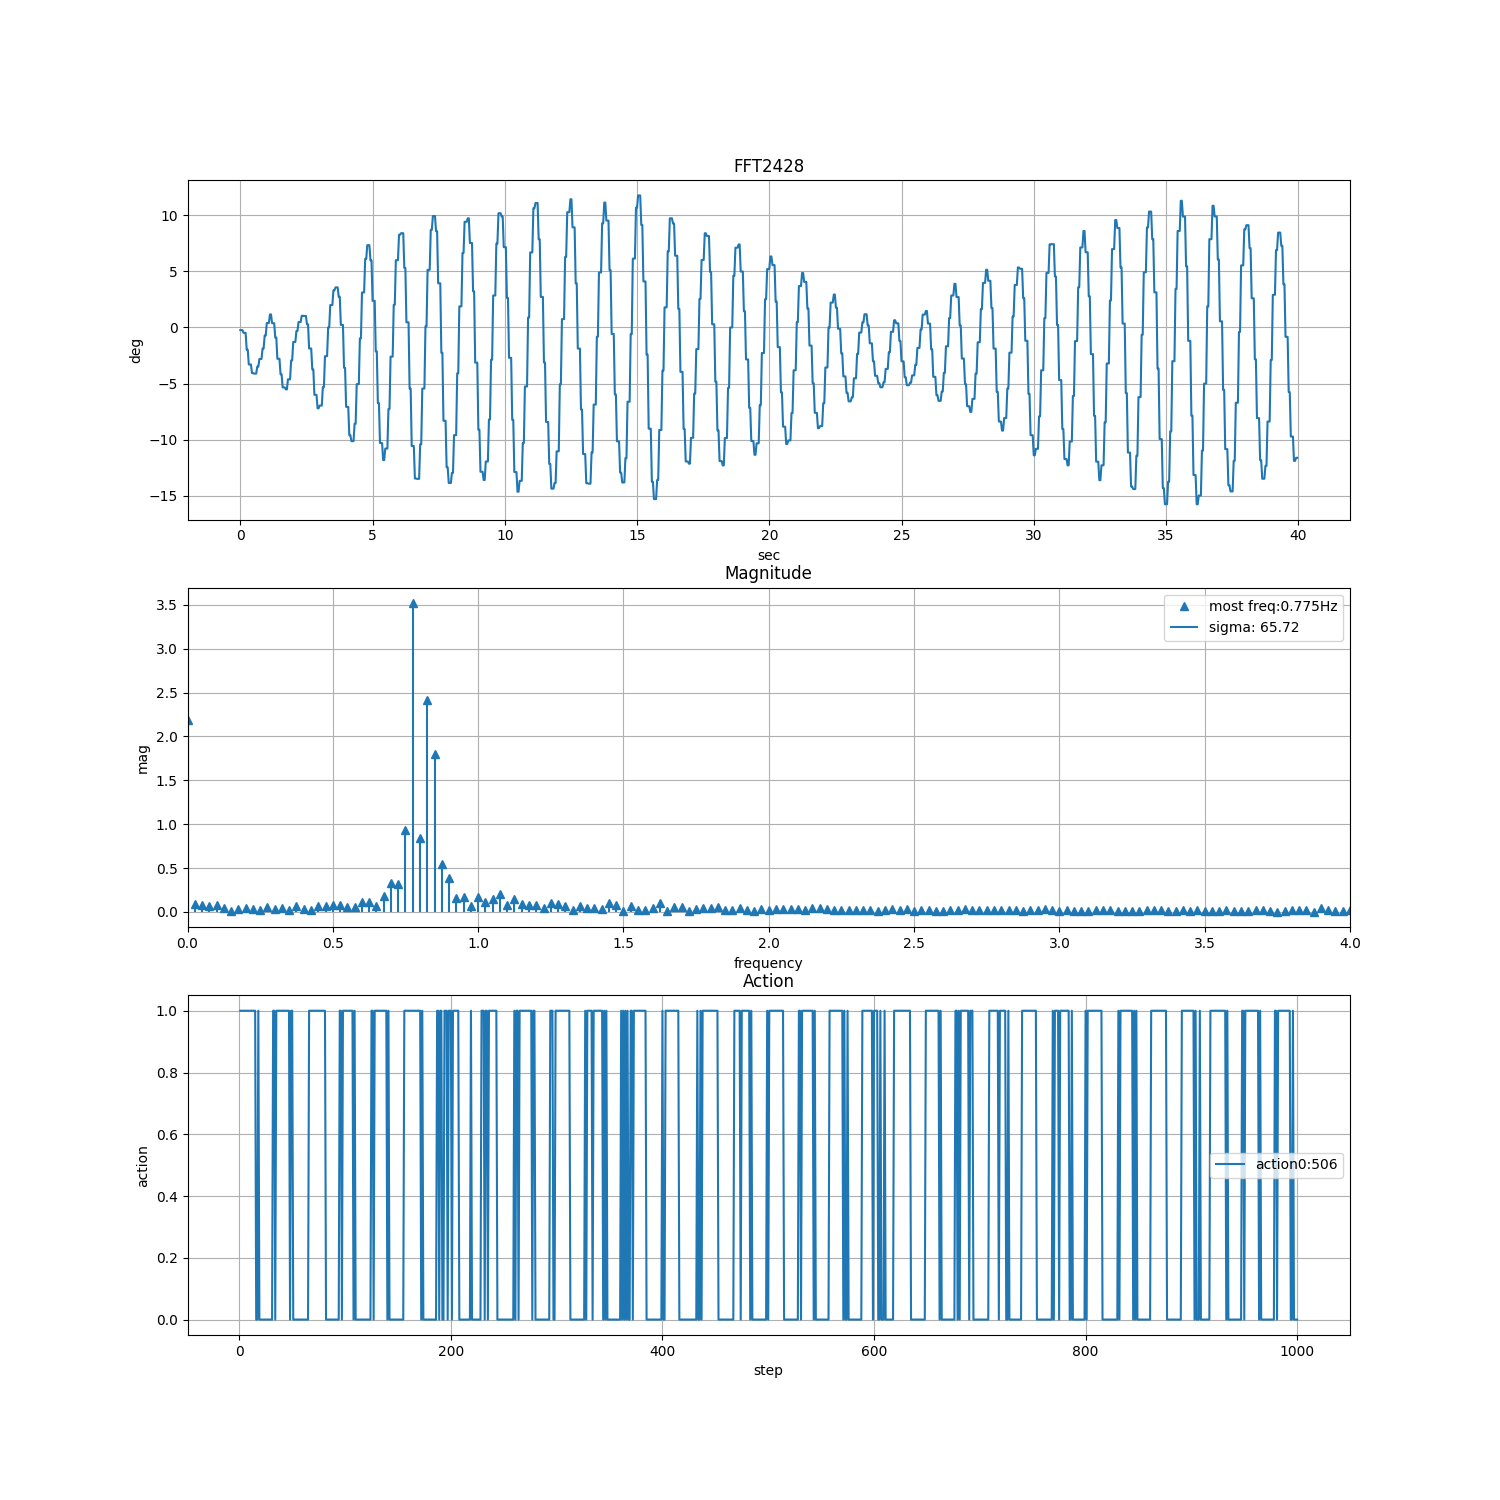 FFT2428
10
5
0
−5
−10
−15
deg
0 5 10 15 20 25 30 35 40
sec
Magnitude
3.5
3.0
2.5
2.0
1.5
1.0
0.5
0.0
mag
most freq:0.775Hz
sigma: 65.72
0.0 0.5 1.0 1.5 2.0 2.5 3.0 3.5 4.0
frequency
Action
1.0
0.8
0.6
0.4
0.2
0.0
action
action0:506
0 200 400 600 800 1000
step